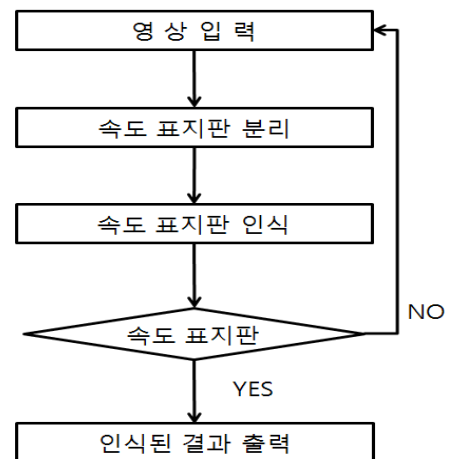 영 상 입 력
속도 표지판 분리
속도 표지판 인식
속도 표지판
NO
YES
인식된 결과 출력